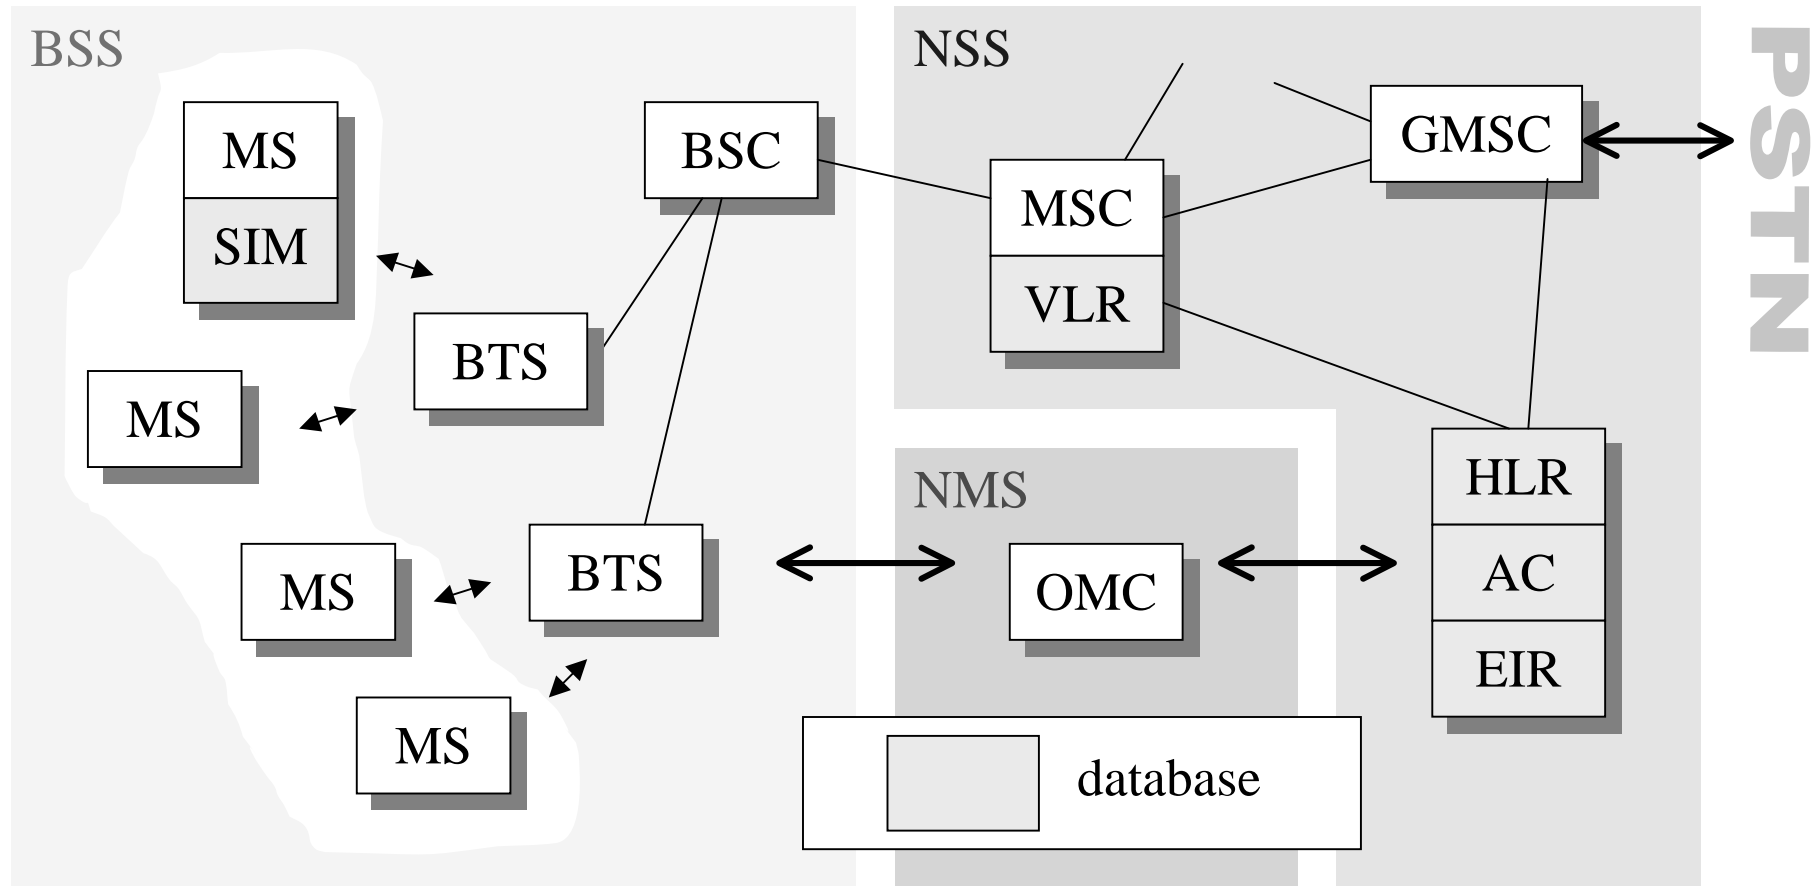 BSS
NSS
PSTN
MS
SIM
BSC
GMSC
MSC
VLR
BTS
MS
HLR
AC
EIR
NMS
OMC
BTS
MS
MS
database